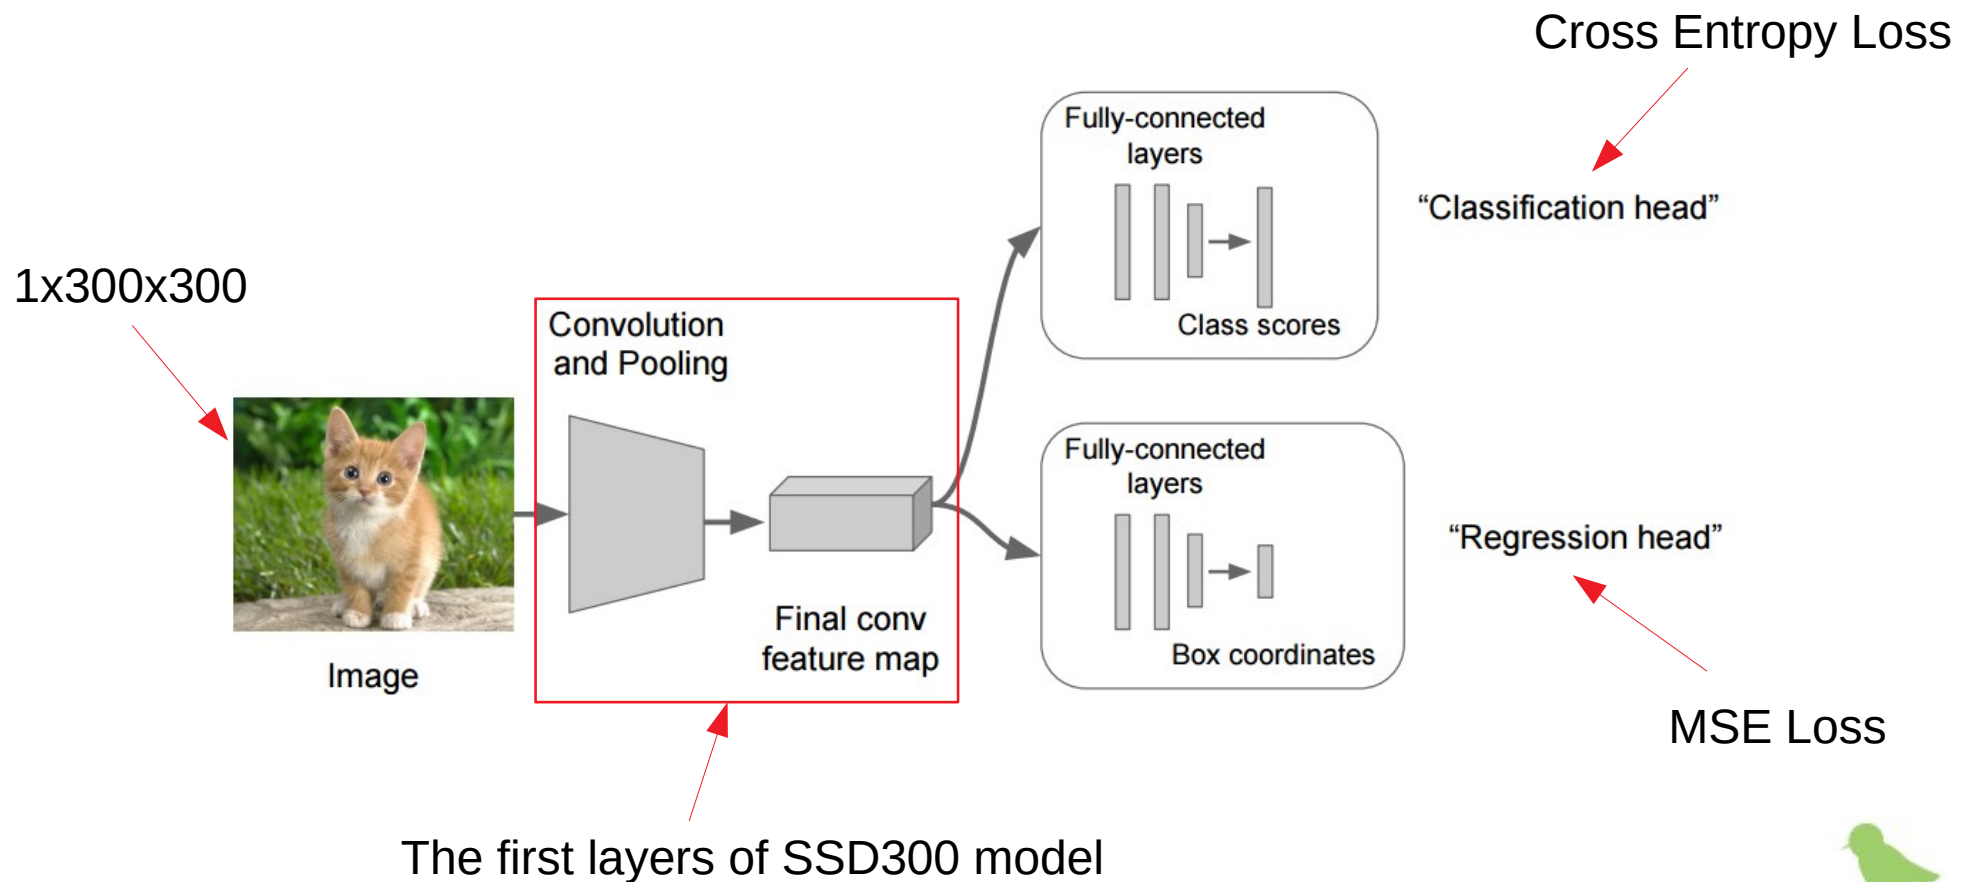 Cross Entropy Loss
Fully-connected
layers
Class scores
“Classification head”
1x300x300
Convolution
and Pooling
Final conv
feature map
Image
Fully-connected
layers
Box coordinates
“Regression head”
MSE Loss
The first layers of SSD300 model